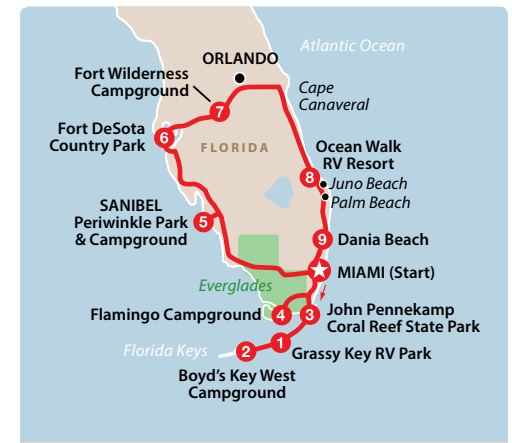 Atlantic Ocean
ORLANDO
Fort Wilderness
Campground
Cape
Canaveral
7
Fort DeSota
Country Park
6
FLORIDA
Ocean Walk
RV Resort
8
Juno Beach
Palm Beach
SANIBEL
Periwinkle Park
& Campground
5
9
Dania Beach
MIAMI (Start)
Everglades
Flamingo Campground
4
3
John Pennekamp
Coral Reef State Park
Florida Keys
2
1
Grassy Key RV Park
Boyd's Key West
Campground